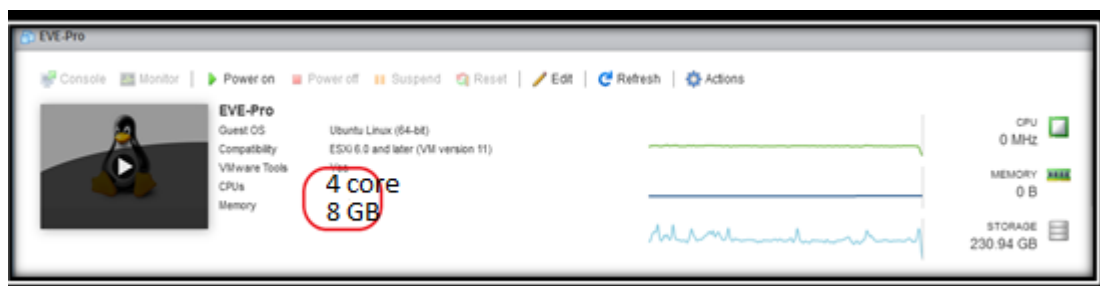 EVE-Pro
Console Monitor Power on Power off Suspend Reset Edit Refresh Actions
EVE-Pro
Guest OS Ubuntu Linux (64-bit)
Compatibility ESXi 6.0 and later (VM version 11)
VMware Tools Yes
CPUs 4 core
Memory 8 GB
CPU
0 MHz
MEMORY
0 B
STORAGE
230.94 GB